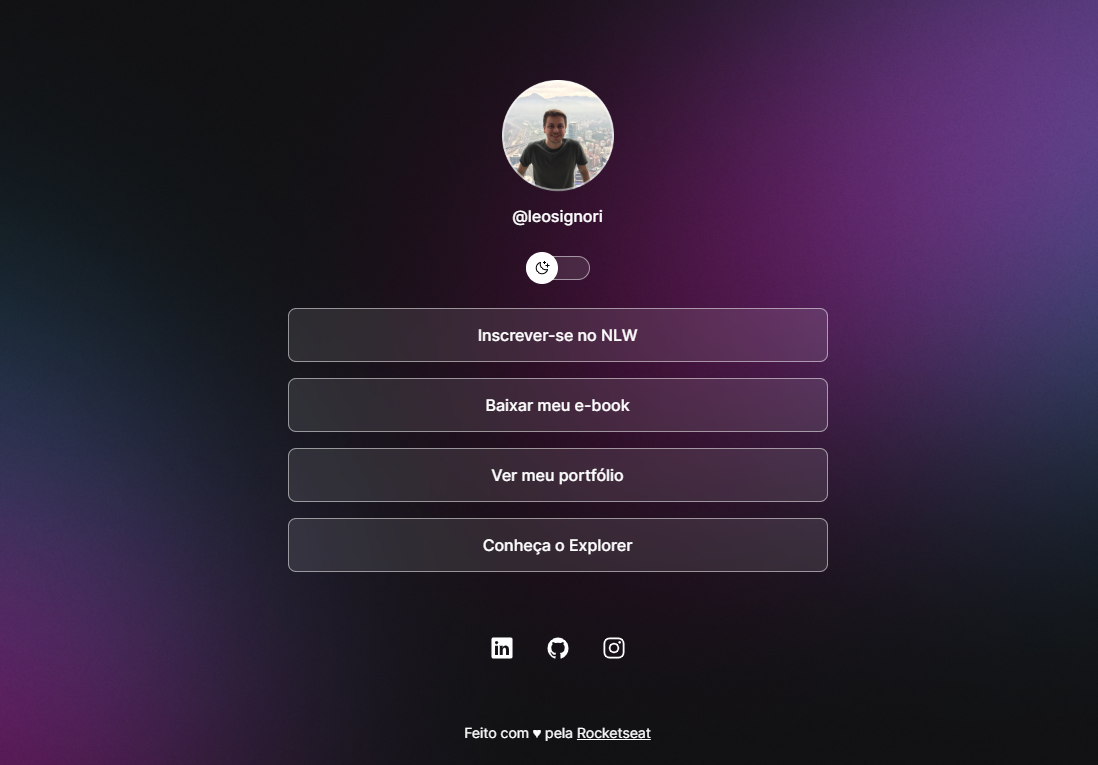 @leosignori
Inscrever-se no NLW
Baixar meu e-book
Ver meu portfólio
Conheça o Explorer
Feito com ♥ pela Rocketseat